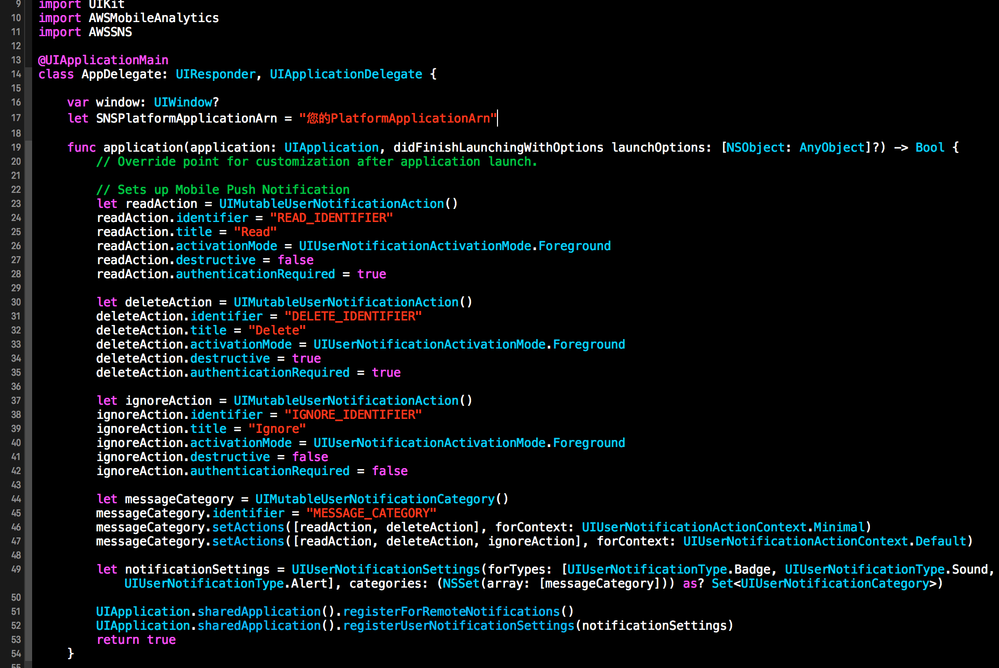 9 import UIKit
10 import AWSMobileAnalytics
11 import AWSSNS
12
13 @UIApplicationMain
14 class AppDelegate: UIResponder, UIApplicationDelegate {
15
16     var window: UIWindow?
17     let SNSPlatformApplicationArn = "您的PlatformApplicationArn"
18
19     func application(application: UIApplication, didFinishLaunchingWithOptions launchOptions: [NSObject: AnyObject]?) -> Bool {
20         // Override point for customization after application launch.
21
22         // Sets up Mobile Push Notification
23         let readAction = UIMutableUserNotificationAction()
24         readAction.identifier = "READ_IDENTIFIER"
25         readAction.title = "Read"
26         readAction.activationMode = UIUserNotificationActivationMode.Foreground
27         readAction.destructive = false
28         readAction.authenticationRequired = true
29
30         let deleteAction = UIMutableUserNotificationAction()
31         deleteAction.identifier = "DELETE_IDENTIFIER"
32         deleteAction.title = "Delete"
33         deleteAction.activationMode = UIUserNotificationActivationMode.Foreground
34         deleteAction.destructive = true
35         deleteAction.authenticationRequired = true
36
37         let ignoreAction = UIMutableUserNotificationAction()
38         ignoreAction.identifier = "IGNORE_IDENTIFIER"
39         ignoreAction.title = "Ignore"
40         ignoreAction.activationMode = UIUserNotificationActivationMode.Foreground
41         ignoreAction.destructive = false
42         ignoreAction.authenticationRequired = false
43
44         let messageCategory = UIMutableUserNotificationCategory()
45         messageCategory.identifier = "MESSAGE_CATEGORY"
46         messageCategory.setActions([readAction, deleteAction], forContext: UIUserNotificationActionContext.Minimal)
47         messageCategory.setActions([readAction, deleteAction, ignoreAction], forContext: UIUserNotificationActionContext.Default)
48
49         let notificationSettings = UIUserNotificationSettings(forTypes: [UIUserNotificationType.Badge, UIUserNotificationType.Sound,
            UIUserNotificationType.Alert], categories: (NSSet(array: [messageCategory])) as? Set<UIUserNotificationCategory>)
50
51         UIApplication.sharedApplication().registerForRemoteNotifications()
52         UIApplication.sharedApplication().registerUserNotificationSettings(notificationSettings)
53         return true
54     }
55